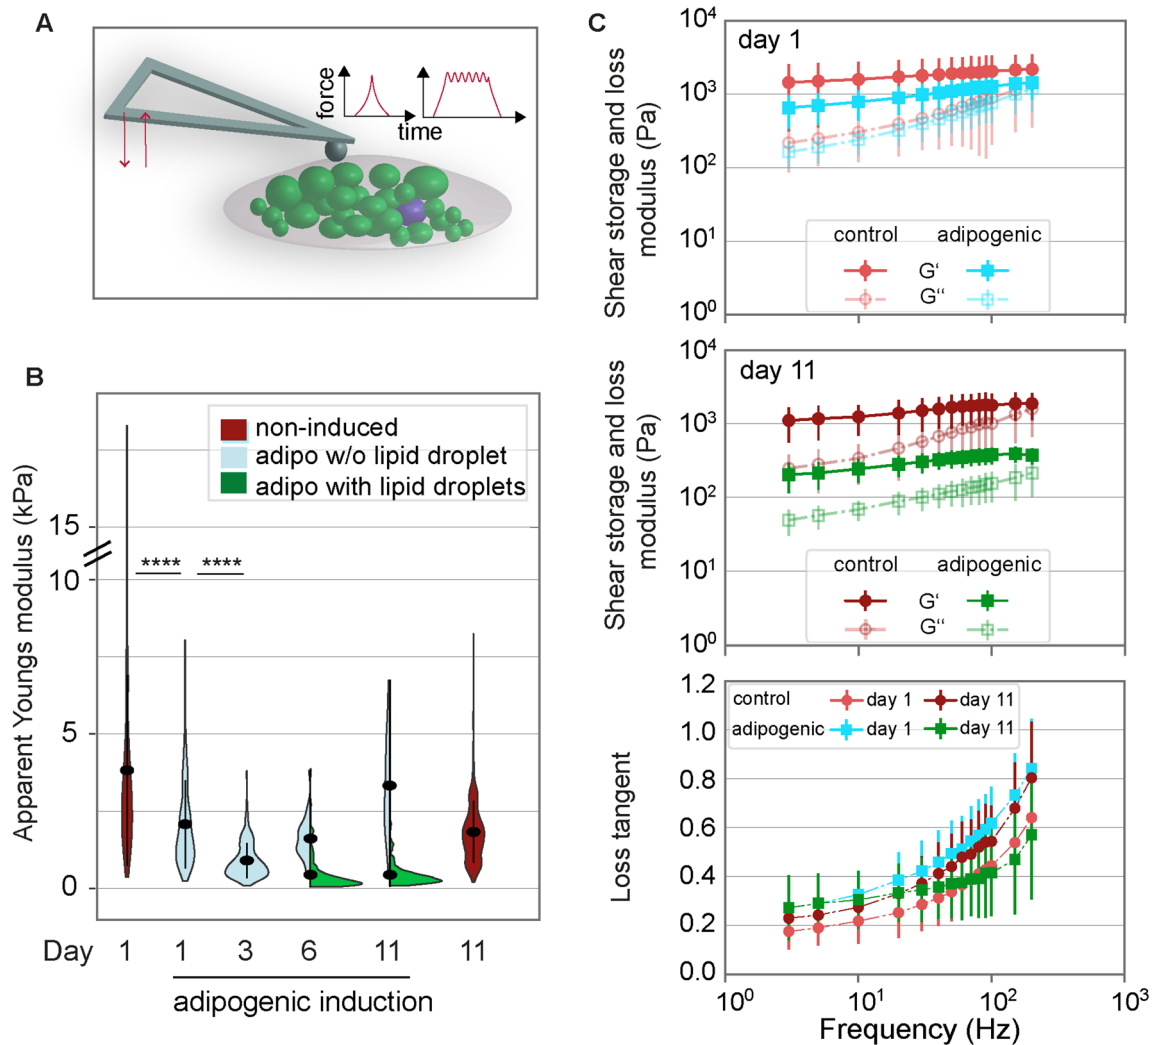 A
force
time
B
Apparent Youngs modulus (kPa)
15
10
5
0
non-induced
adipo w/o lipid droplet
adipo with lipid droplets
**** ****
Day 1 1 3 6 11 11
adipogenic induction
C
Shear storage and loss
modulus (Pa)
day 1
10⁴
10³
10²
10¹
10⁰
control adipogenic
G‘
G“
Shear storage and loss
modulus (Pa)
day 11
10⁴
10³
10²
10¹
10⁰
control adipogenic
G‘
G“
Loss tangent
1.2
1.0
0.8
0.6
0.4
0.2
0.0
control day 1 day 11
adipogenic day 1 day 11
10⁰ 10¹ 10² 10³
Frequency (Hz)